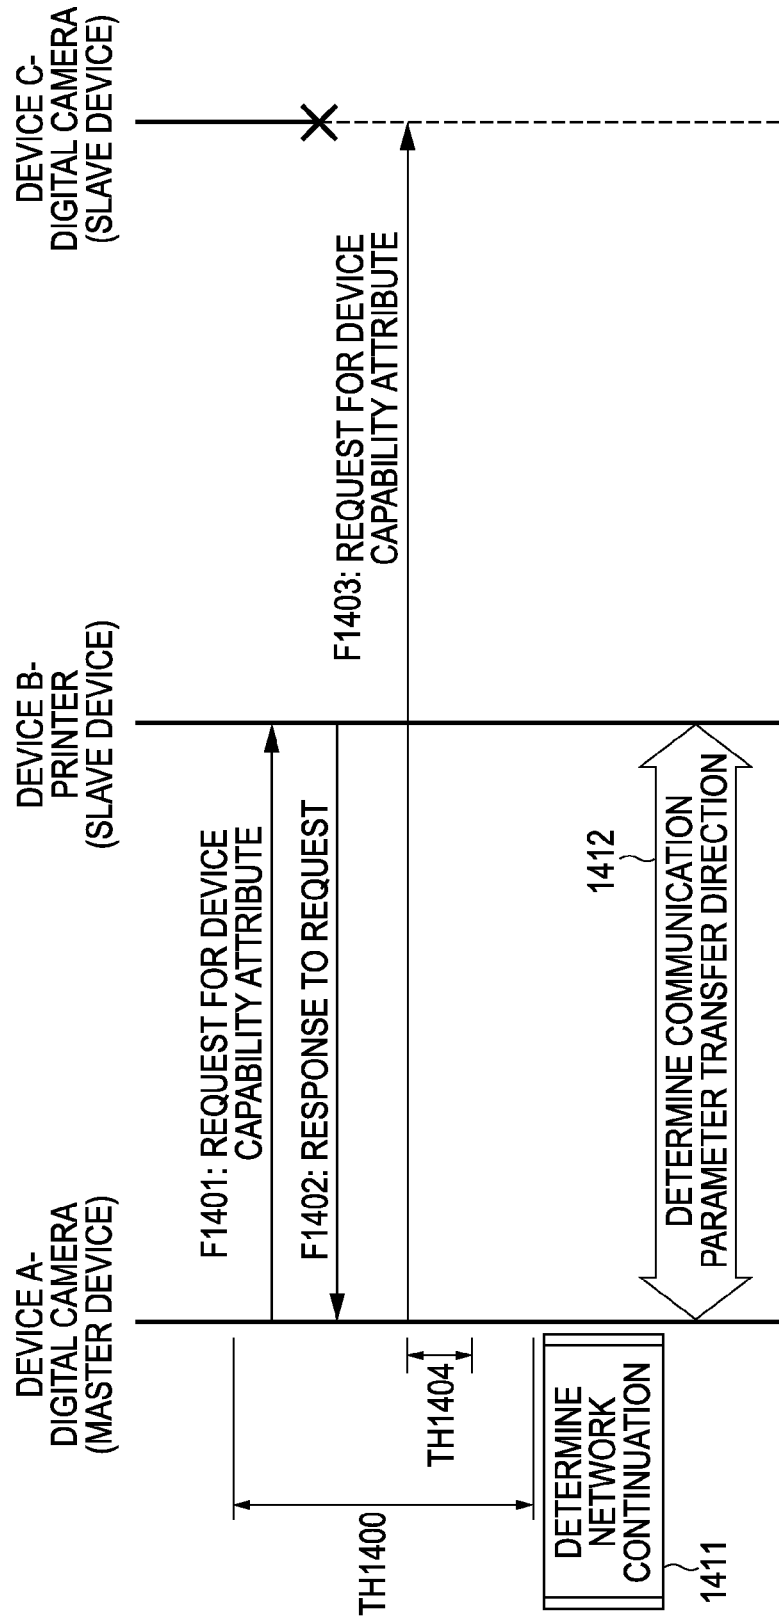 DEVICE A-
DIGITAL CAMERA
(MASTER DEVICE)
DEVICE B-
PRINTER
(SLAVE DEVICE)
DEVICE C-
DIGITAL CAMERA
(SLAVE DEVICE)
F1401: REQUEST FOR DEVICE
CAPABILITY ATTRIBUTE
F1402: RESPONSE TO REQUEST
F1403: REQUEST FOR DEVICE
CAPABILITY ATTRIBUTE
TH1404
TH1400
DETERMINE
NETWORK
CONTINUATION
1411
1412
DETERMINE COMMUNICATION
PARAMETER TRANSFER DIRECTION